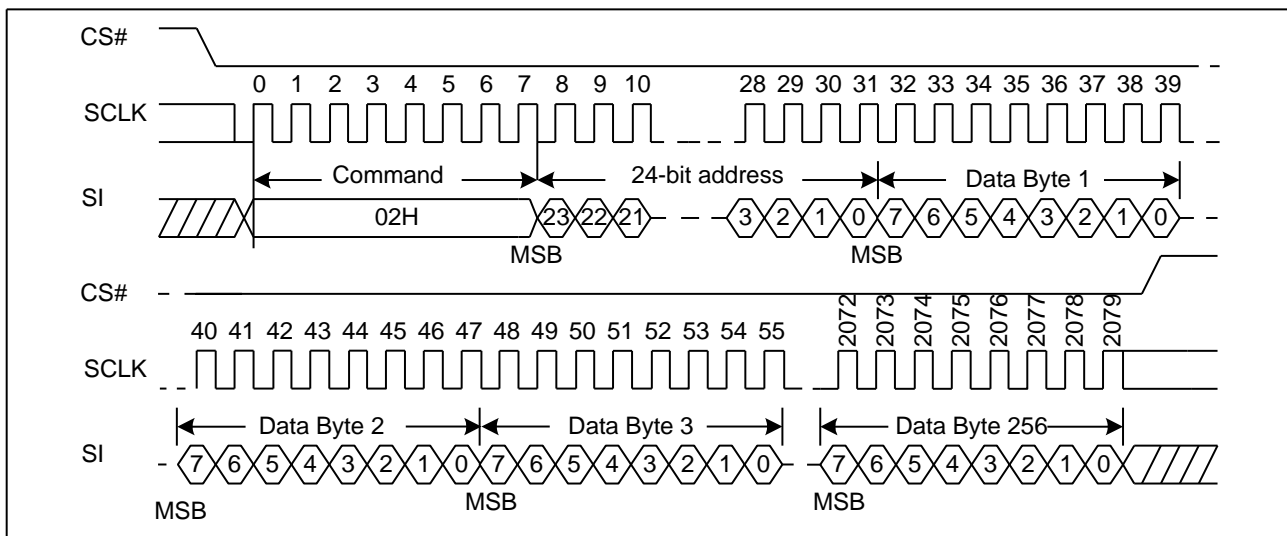 CS#
0 1 2 3 4 5 6 7 8 9 10 28 29 30 31 32 33 34 35 36 37 38 39
SCLK
Command 24-bit address Data Byte 1
SI
02H 23 22 21 3 2 1 0 7 6 5 4 3 2 1 0
MSB MSB
CS#
40 41 42 43 44 45 46 47 48 49 50 51 52 53 54 55 2072 2073 2074 2075 2076 2077 2078 2079
SCLK
Data Byte 2 Data Byte 3 Data Byte 256
SI
7 6 5 4 3 2 1 0 7 6 5 4 3 2 1 0 7 6 5 4 3 2 1 0
MSB MSB MSB